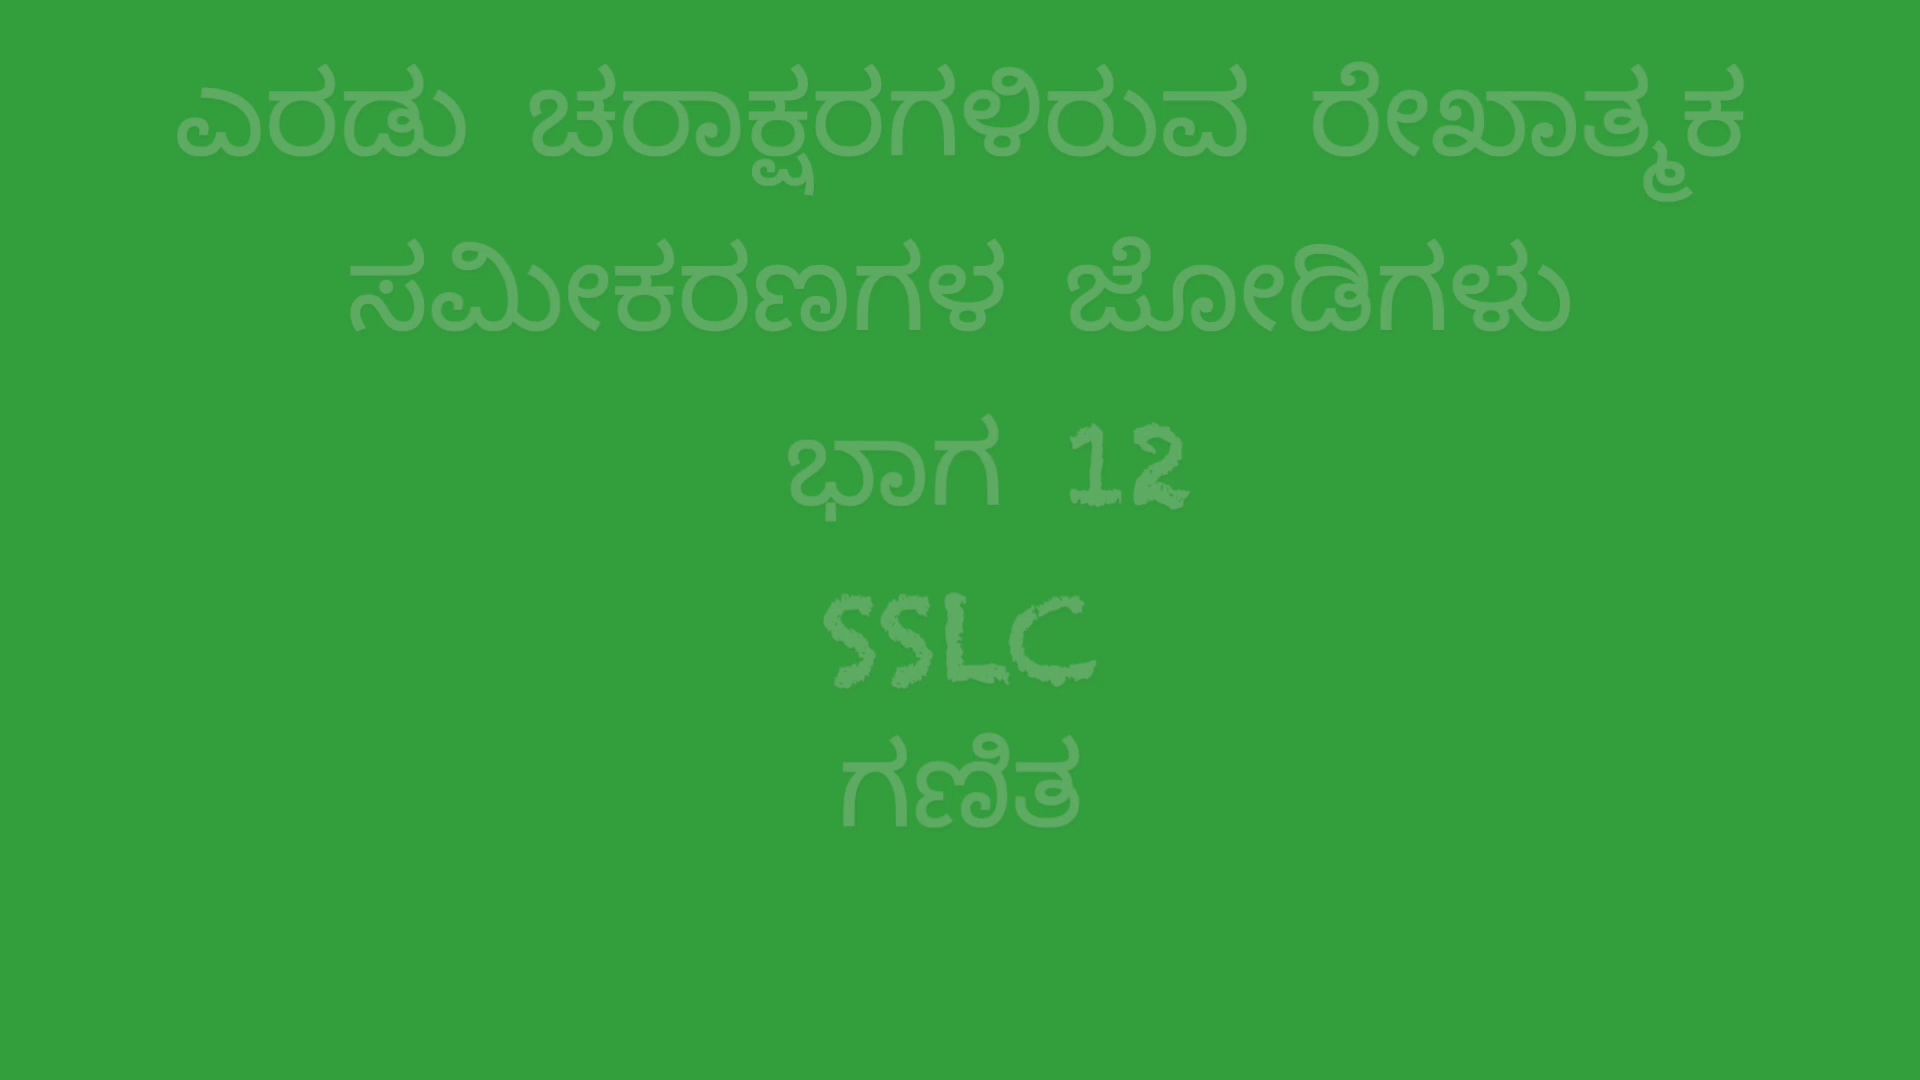 ಎರಡು ಚರಾಕ್ಷರಗಳಿರುವ ರೇಖಾತ್ಮಕ
ಸಮೀಕರಣಗಳ ಜೋಡಿಗಳು
ಭಾಗ 12
SSLC
ಗಣಿತ